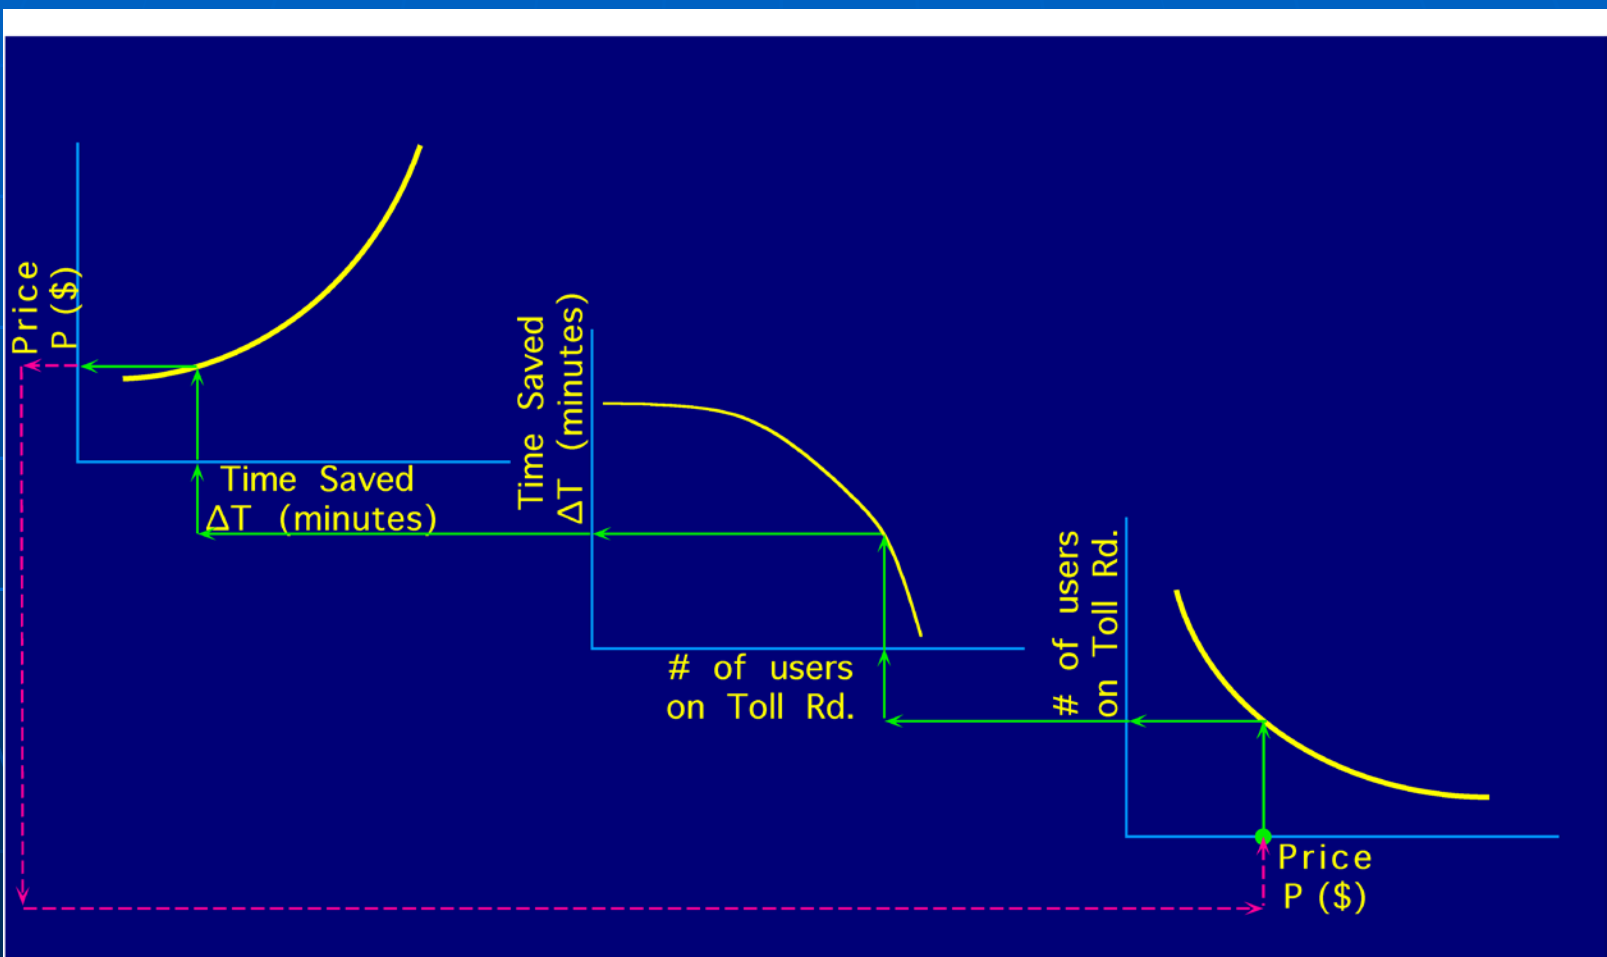 Price
P ($)
Time Saved
ΔT (minutes)
Time Saved
ΔT (minutes)
# of users
on Toll Rd.
# of users
on Toll Rd.
Price
P ($)